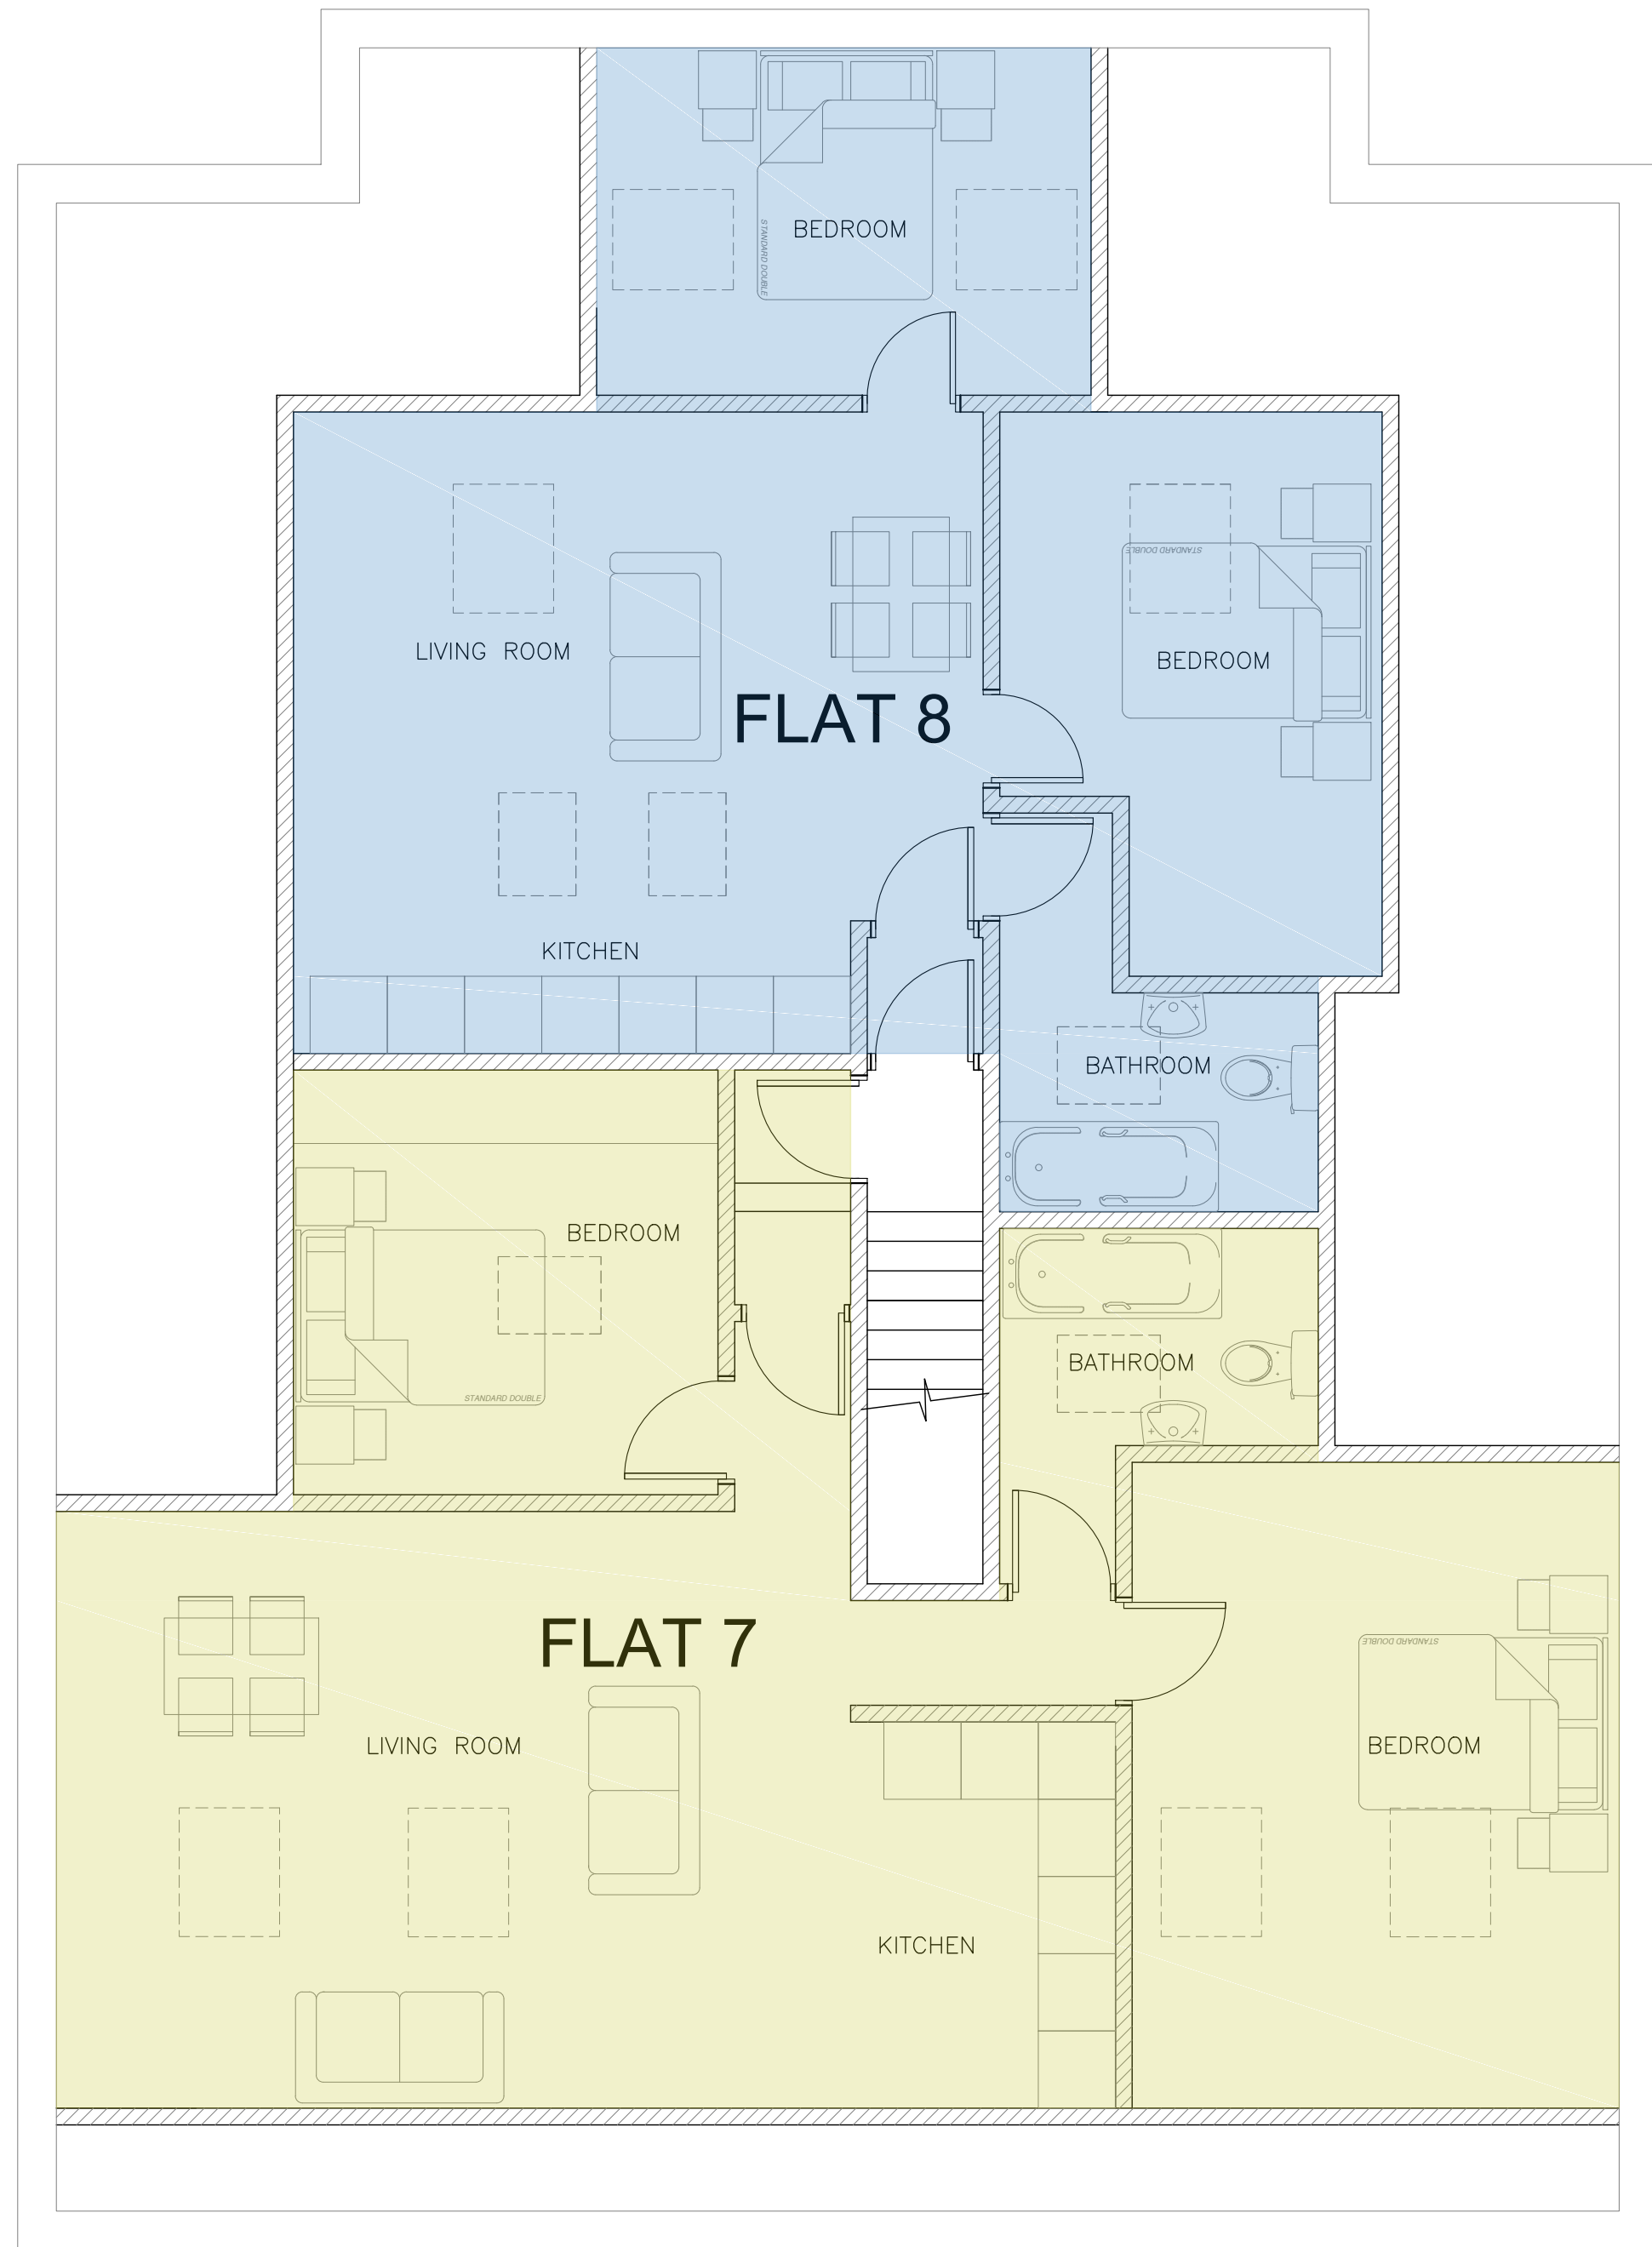 BEDROOM
STANDARD DOUBLE
STANDARD DOUBLE
LIVING ROOM
BEDROOM
FLAT 8
KITCHEN
BATHROOM
BEDROOM
STANDARD DOUBLE
BATHROOM
FLAT 7
STANDARD DOUBLE
LIVING ROOM
BEDROOM
KITCHEN